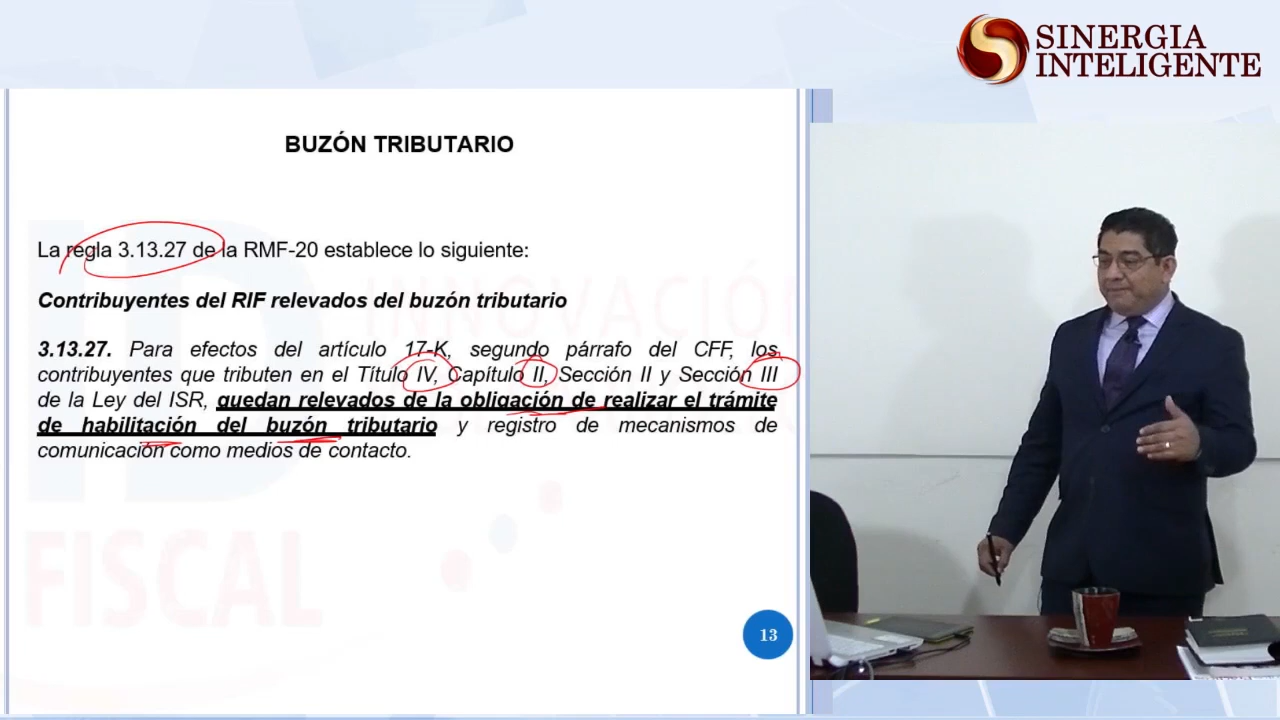 SINERGIA
INTELIGENTE
BUZÓN TRIBUTARIO
La regla 3.13.27 de la RMF-20 establece lo siguiente:
Contribuyentes del RIF relevados del buzón tributario
3.13.27. Para efectos del artículo 17-K, segundo párrafo del CFF, los
contribuyentes que tributen en el Título IV, Capítulo II, Sección II y Sección III
de la Ley del ISR, quedan relevados de la obligación de realizar el trámite
de habilitación del buzón tributario y registro de mecanismos de
comunicación como medios de contacto.
ID
INNOVACIÓN
FISCAL
13